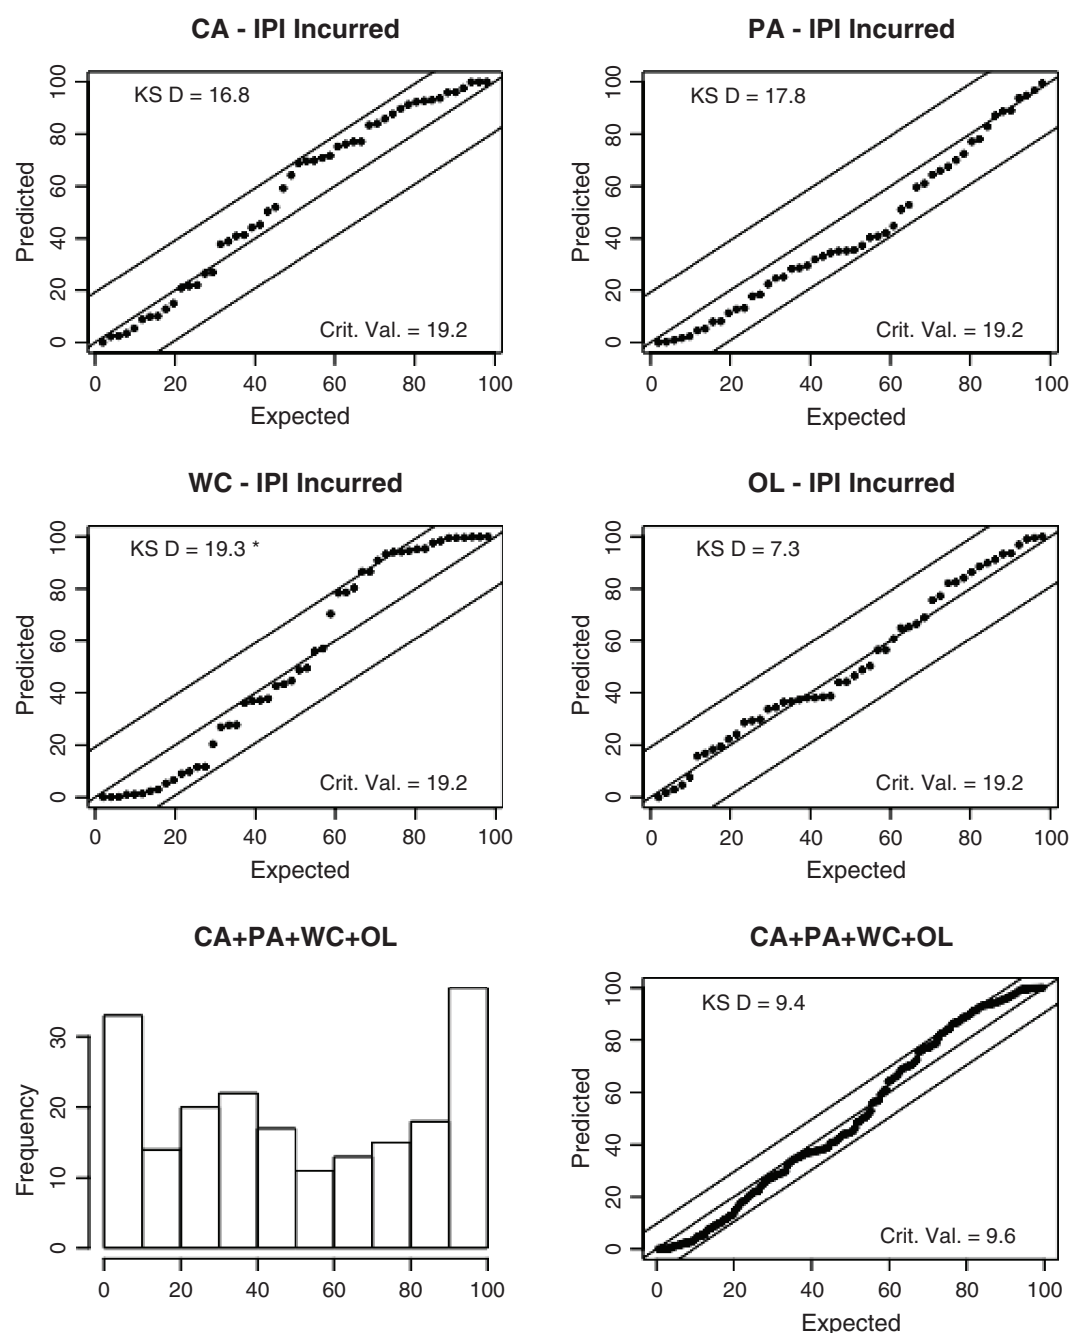 CA - IPI Incurred
KS D = 16.8
Crit. Val. = 19.2
Predicted
0 20 40 60 80 100
0 20 40 60 80 100
Expected
PA - IPI Incurred
KS D = 17.8
Crit. Val. = 19.2
Predicted
0 20 40 60 80 100
0 20 40 60 80 100
Expected
WC - IPI Incurred
KS D = 19.3 *
Crit. Val. = 19.2
Predicted
0 20 40 60 80 100
0 20 40 60 80 100
Expected
OL - IPI Incurred
KS D = 7.3
Crit. Val. = 19.2
Predicted
0 20 40 60 80 100
0 20 40 60 80 100
Expected
CA+PA+WC+OL
Frequency
0 10 20 30
0 20 40 60 80 100
CA+PA+WC+OL
KS D = 9.4
Crit. Val. = 9.6
Predicted
0 20 40 60 80 100
0 20 40 60 80 100
Expected